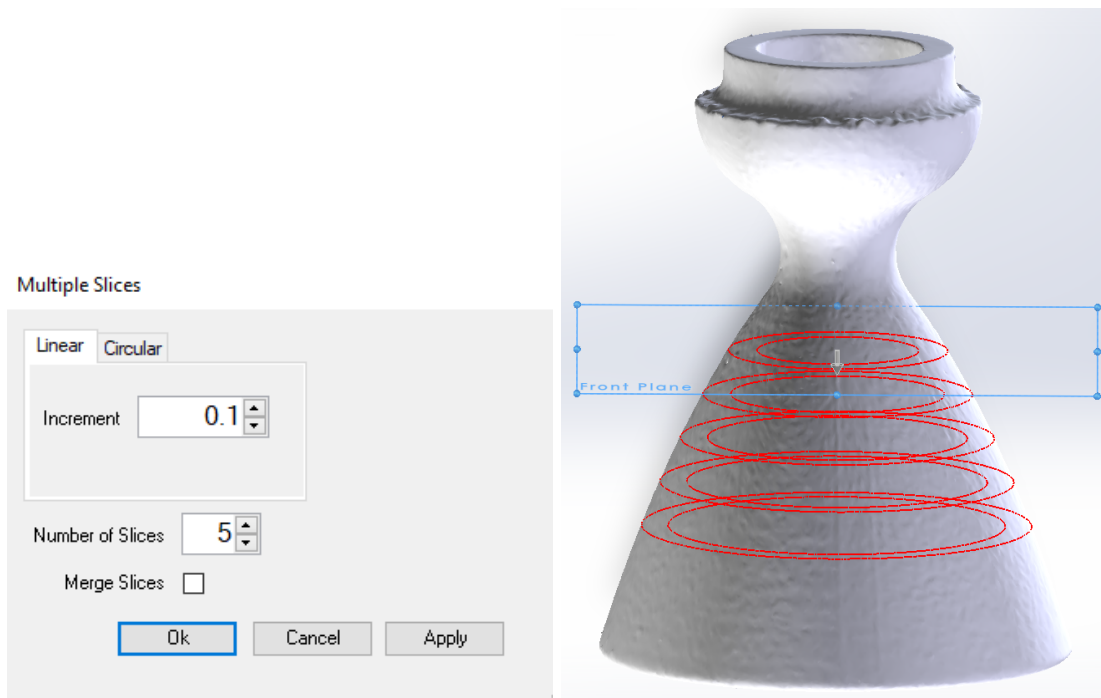 Multiple Slices
Linear Circular
Increment 0.1
Number of Slices 5
Merge Slices
Ok Cancel Apply
Front Plane